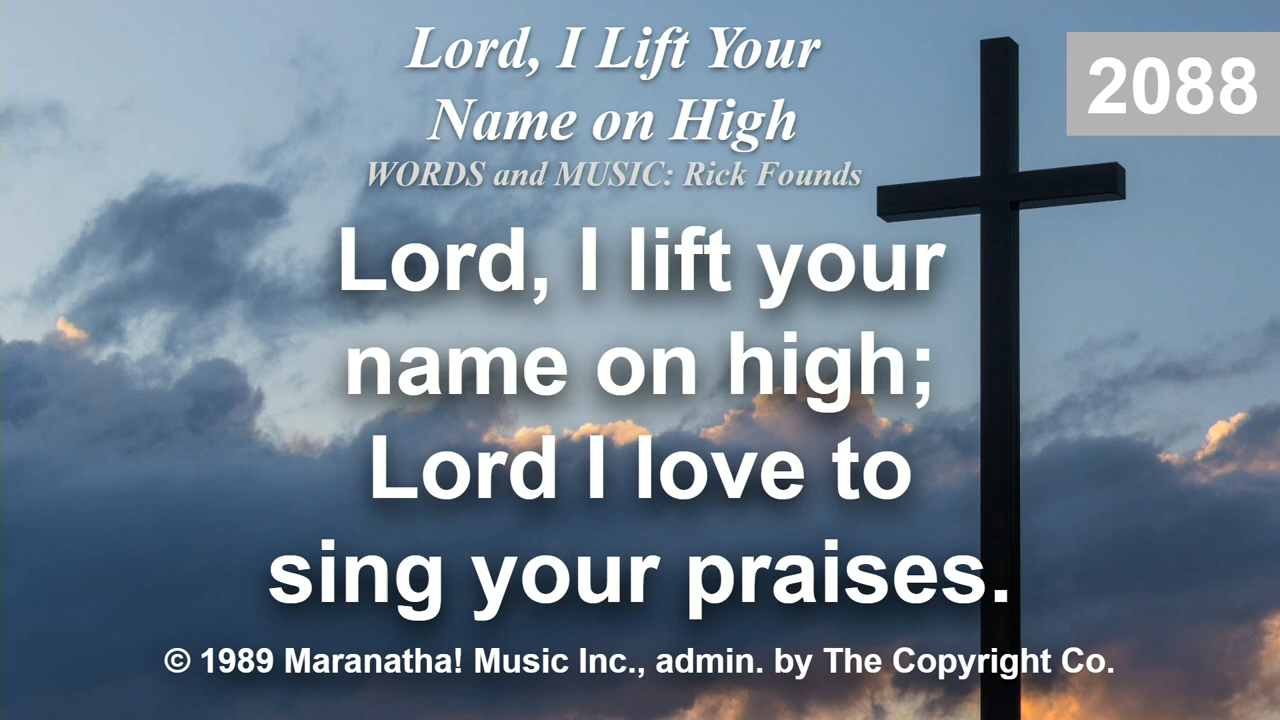 Lord, I Lift Your
Name on High
2088
WORDS and MUSIC: Rick Founds
Lord, I lift your
name on high;
Lord I love to
sing your praises.
© 1989 Maranatha! Music Inc., admin. by The Copyright Co.